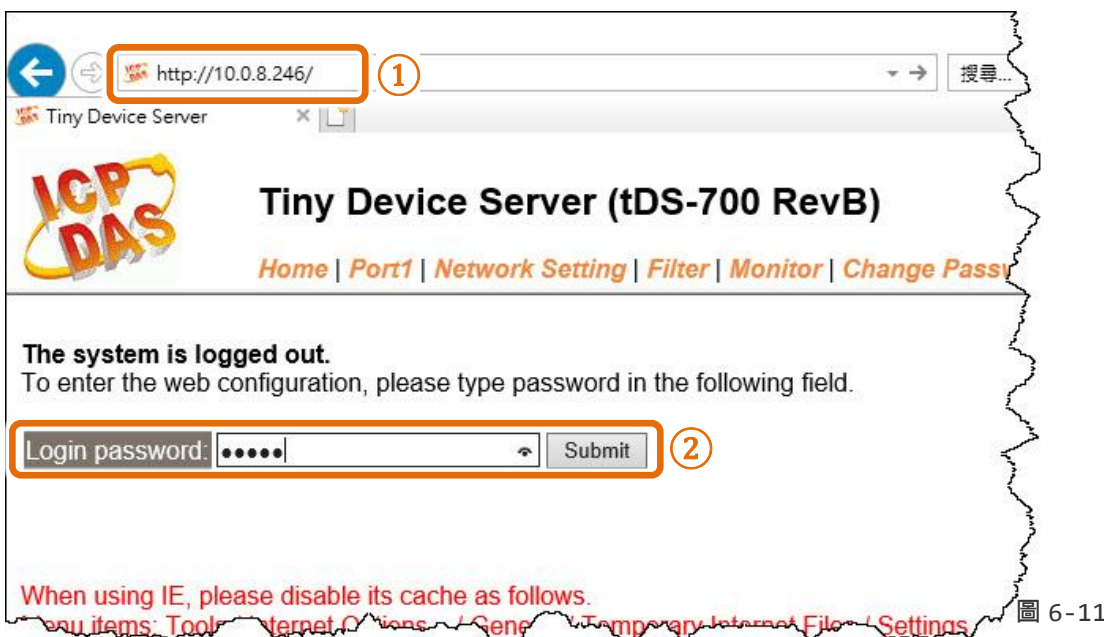 http://10.0.8.246/
①
搜尋...
Tiny Device Server
ICP DAS
Tiny Device Server (tDS-700 RevB)
Home | Port1 | Network Setting | Filter | Monitor | Change
The system is logged out.
To enter the web configuration, please type password in the following field.
Login password: ●●●●● Submit
②
When using IE, please disable its cache as follows.
圖 6-11
items: Settings